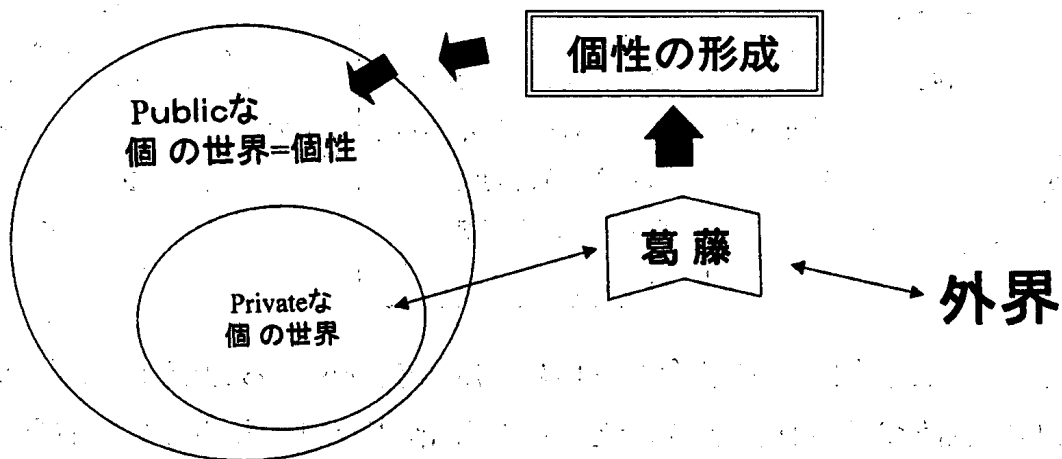 個性の形成
Publicな
個 の世界=個性
葛 藤
Privateな
個 の世界
外界